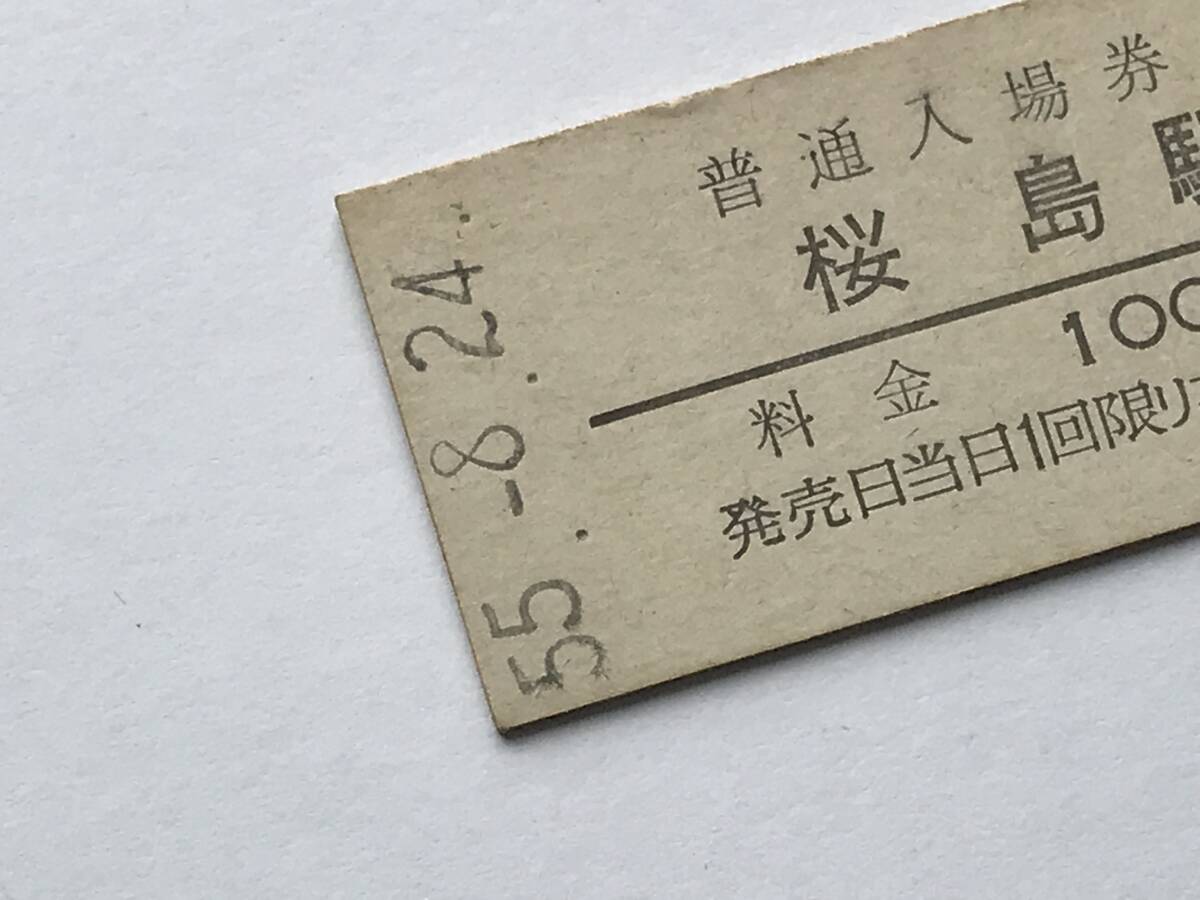 普通入場券
桜島駅
料金 100
発売日当日1回限り
55.-8.24.